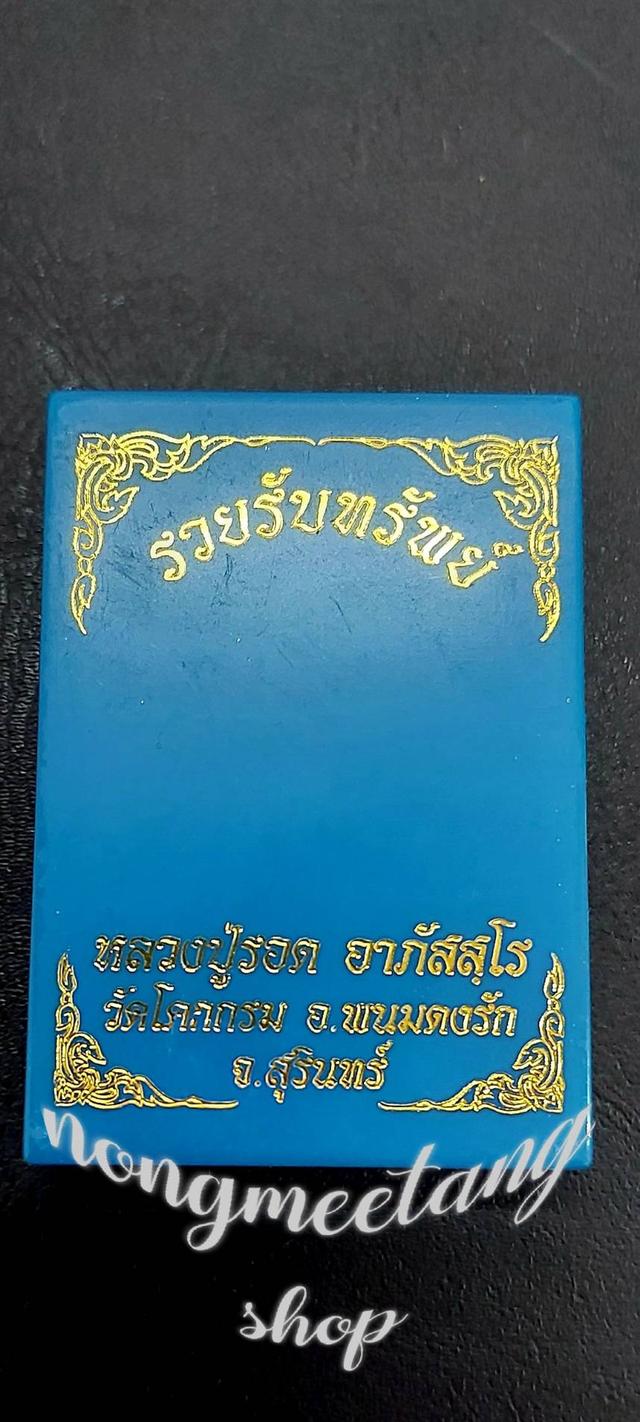 รวยรับทรัพย์
หลวงปู่รอด อาภัสสฺโร
วัดโคกกรม อ.พนมดงรัก
จ.สุรินทร์
nongmeetang
shop